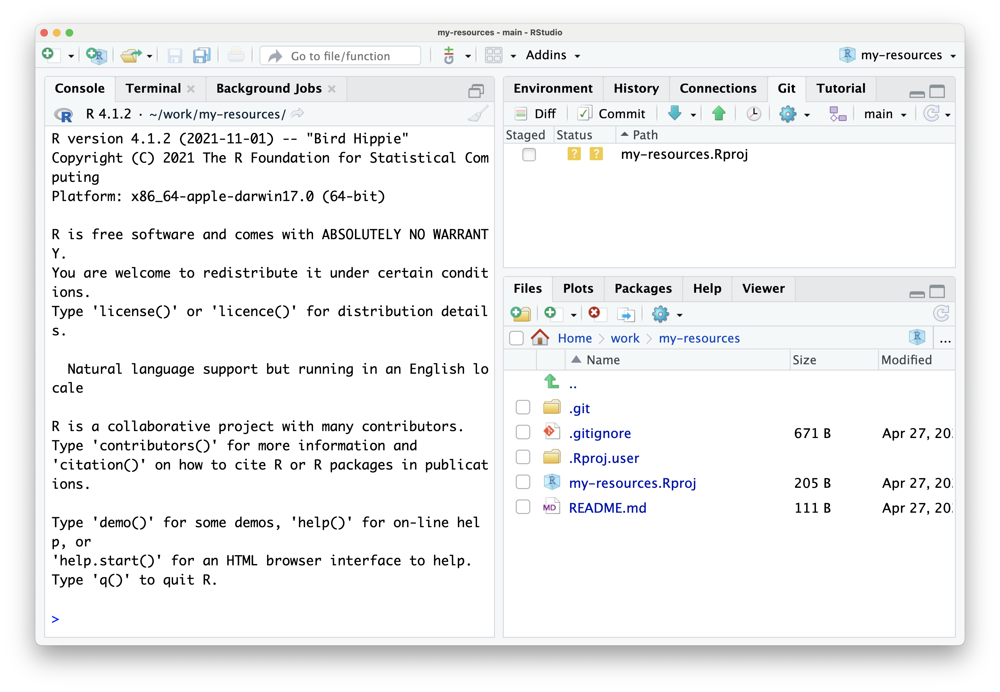 my-resources - main - RStudio
Go to file/function
Addins
my-resources
Console Terminal Background Jobs
R 4.1.2 · ~/work/my-resources/
R version 4.1.2 (2021-11-01) -- "Bird Hippie"
Copyright (C) 2021 The R Foundation for Statistical Com
puting
Platform: x86_64-apple-darwin17.0 (64-bit)
R is free software and comes with ABSOLUTELY NO WARRANT
Y.
You are welcome to redistribute it under certain condit
ions.
Type 'license()' or 'licence()' for distribution detail
s.
Natural language support but running in an English lo
cale
R is a collaborative project with many contributors.
Type 'contributors()' for more information and
'citation()' on how to cite R or R packages in publicat
ions.
Type 'demo()' for some demos, 'help()' for on-line hel
p, or
'help.start()' for an HTML browser interface to help.
Type 'q()' to quit R.
>
Environment History Connections Git Tutorial
Diff Commit main
Staged Status Path
? ? my-resources.Rproj
Files Plots Packages Help Viewer
Home work my-resources ...
Name Size Modified
..
.git
.gitignore 671 B Apr 27, 20
.Rproj.user
my-resources.Rproj 205 B Apr 27, 20
README.md 111 B Apr 27, 20